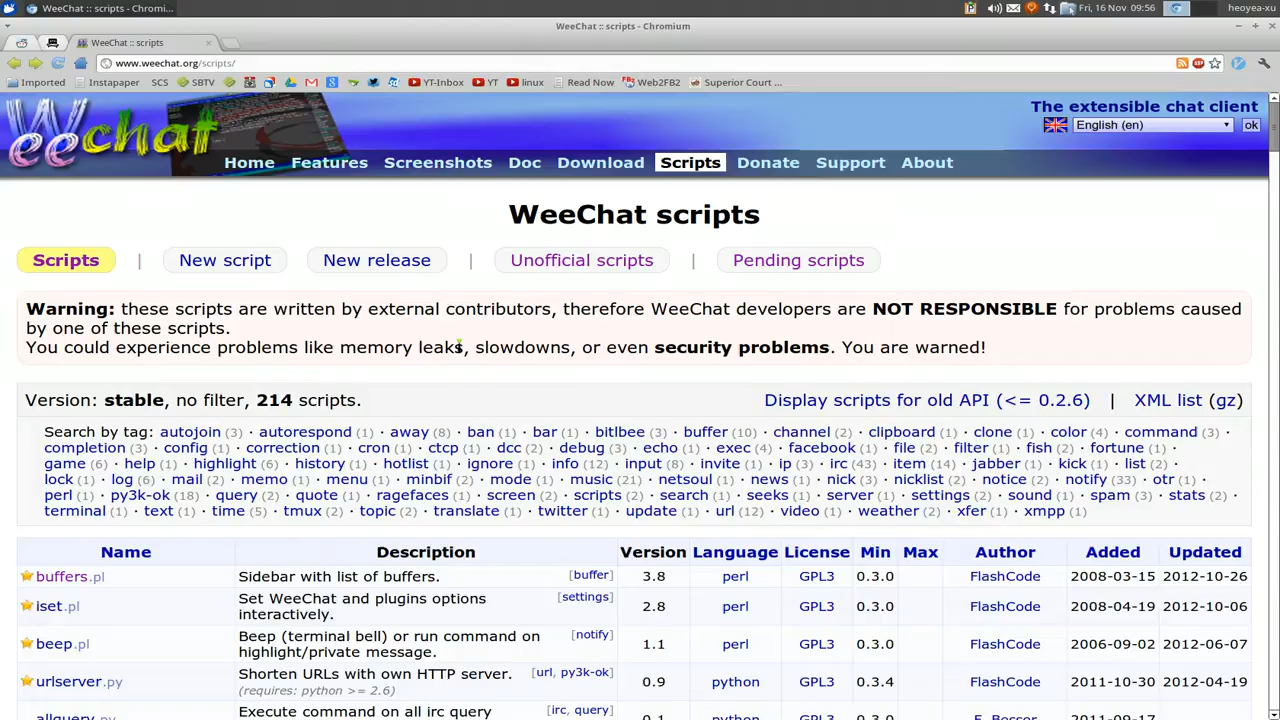 WeeChat :: scripts - Chromi...
Fri, 16 Nov, 09:56
heoyea-xu
WeeChat :: scripts - Chromium
WeeChat :: scripts
www.weechat.org/scripts/
Imported
Instapaper
SCS
SBTV
YT-Inbox
YT
linux
Read Now
Web2FB2
Superior Court ...
Weechat
The extensible chat client
English (en)
ok
Home Features Screenshots Doc Download Scripts Donate Support About
WeeChat scripts
Scripts | New script New release | Unofficial scripts | Pending scripts
Warning: these scripts are written by external contributors, therefore WeeChat developers are NOT RESPONSIBLE for problems caused
by one of these scripts.
You could experience problems like memory leaks, slowdowns, or even security problems. You are warned!
Version: stable, no filter, 214 scripts. Display scripts for old API (<= 0.2.6) | XML list (gz)
Search by tag: autojoin (3) · autorespond (1) · away (8) · ban (1) · bar (1) · bitlbee (3) · buffer (10) · channel (2) · clipboard (1) · clone (1) · color (4) · command (3) ·
completion (3) · config (1) · correction (1) · cron (1) · ctcp (1) · dcc (2) · debug (3) · echo (1) · exec (4) · facebook (1) · file (2) · filter (1) · fish (2) · fortune (1) ·
game (6) · help (1) · highlight (6) · history (1) · hotlist (1) · ignore (1) · info (12) · input (8) · invite (1) · ip (3) · irc (43) · item (14) · jabber (1) · kick (1) · list (2) ·
lock (1) · log (6) · mail (2) · memo (1) · menu (1) · minbif (2) · mode (1) · music (21) · netsoul (1) · news (1) · nick (3) · nicklist (2) · notice (2) · notify (33) · otr (1) ·
perl (1) · py3k-ok (18) · query (2) · quote (1) · ragefaces (1) · screen (2) · scripts (2) · search (1) · seeks (1) · server (1) · settings (2) · sound (1) · spam (3) · stats (2) ·
terminal (1) · text (1) · time (5) · tmux (1) · topic (2) · translate (1) · twitter (1) · update (1) · url (12) · video (1) · weather (2) · xfer (1) · xmpp (1)
Name Description Version Language License Min Max Author Added Updated
buffers.pl Sidebar with list of buffers. [buffer] 3.8 perl GPL3 0.3.0 FlashCode 2008-03-15 2012-10-26
iset.pl Set WeeChat and plugins options [settings] 2.8 perl GPL3 0.3.0 FlashCode 2008-04-19 2012-10-06
interactively.
beep.pl Beep (terminal bell) or run command on [notify] 1.1 perl GPL3 0.3.0 FlashCode 2006-09-02 2012-06-07
highlight/private message.
urlserver.py Shorten URLs with own HTTP server. [url, py3k-ok] 0.9 python GPL3 0.3.4 FlashCode 2011-10-30 2012-04-19
(requires: python >= 2.6)
allquery.py Execute command on all irc query [irc, query] 0.1 python GPL3 0.3.0 F. Besser 2011-09-17